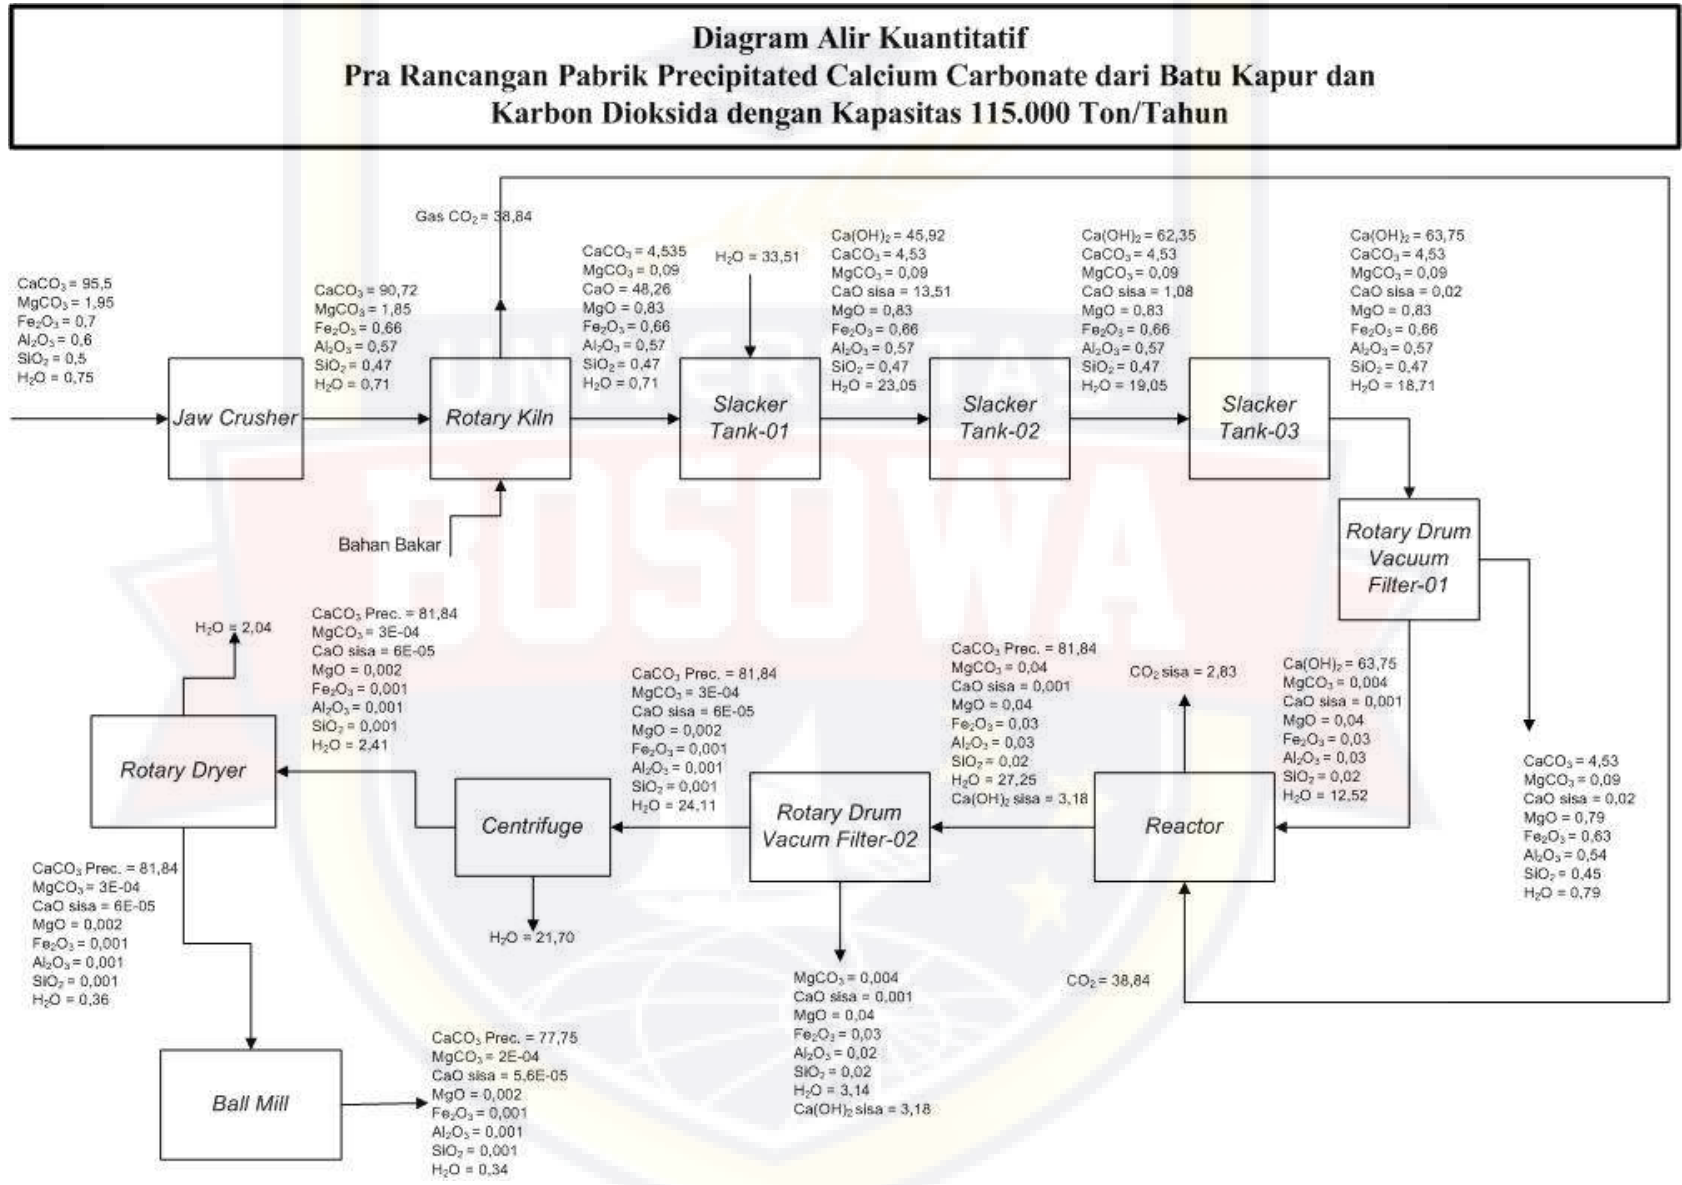 Diagram Alir Kuantitatif
Pra Rancangan Pabrik Precipitated Calcium Carbonate dari Batu Kapur dan
Karbon Dioksida dengan Kapasitas 115.000 Ton/Tahun
Gas CO₂ = 38,84
CaCO₃ = 95,5
MgCO₃ = 1,95
Fe₂O₃ = 0,7
Al₂O₃ = 0,6
SiO₂ = 0,5
H₂O = 0,75
Jaw Crusher
CaCO₃ = 90,72
MgCO₃ = 1,85
Fe₂O₃ = 0,66
Al₂O₃ = 0,57
SiO₂ = 0,47
H₂O = 0,71
Rotary Kiln
Bahan Bakar
CaCO₃ = 4,535
MgCO₃ = 0,09
CaO = 48,26
MgO = 0,83
Fe₂O₃ = 0,66
Al₂O₃ = 0,57
SiO₂ = 0,47
H₂O = 0,71
H₂O = 33,51
Slacker
Tank-01
Ca(OH)₂ = 45,92
CaCO₃ = 4,53
MgCO₃ = 0,09
CaO sisa = 13,51
MgO = 0,83
Fe₂O₃ = 0,66
Al₂O₃ = 0,57
SiO₂ = 0,47
H₂O = 23,05
Slacker
Tank-02
Ca(OH)₂ = 62,35
CaCO₃ = 4,53
MgCO₃ = 0,09
CaO sisa = 1,08
MgO = 0,83
Fe₂O₃ = 0,66
Al₂O₃ = 0,57
SiO₂ = 0,47
H₂O = 19,05
Slacker
Tank-03
Ca(OH)₂ = 63,75
CaCO₃ = 4,53
MgCO₃ = 0,09
CaO sisa = 0,02
MgO = 0,83
Fe₂O₃ = 0,66
Al₂O₃ = 0,57
SiO₂ = 0,47
H₂O = 18,71
Rotary Drum
Vacuum
Filter-01
CaCO₃ = 4,53
MgCO₃ = 0,09
CaO sisa = 0,02
MgO = 0,79
Fe₂O₃ = 0,63
Al₂O₃ = 0,54
SiO₂ = 0,45
H₂O = 0,79
Ca(OH)₂ = 63,75
MgCO₃ = 0,004
CaO sisa = 0,001
MgO = 0,04
Fe₂O₃ = 0,03
Al₂O₃ = 0,03
SiO₂ = 0,02
H₂O = 12,52
CO₂ sisa = 2,83
Reactor
CO₂ = 38,84
CaCO₃ Prec. = 81,84
MgCO₃ = 0,04
CaO sisa = 0,001
MgO = 0,04
Fe₂O₃ = 0,03
Al₂O₃ = 0,03
SiO₂ = 0,02
H₂O = 27,25
Ca(OH)₂ sisa = 3,18
Rotary Drum
Vacum Filter-02
MgCO₃ = 0,004
CaO sisa = 0,001
MgO = 0,04
Fe₂O₃ = 0,03
Al₂O₃ = 0,02
SiO₂ = 0,02
H₂O = 3,14
Ca(OH)₂ sisa = 3,18
CaCO₃ Prec. = 81,84
MgCO₃ = 3E-04
CaO sisa = 6E-05
MgO = 0,002
Fe₂O₃ = 0,001
Al₂O₃ = 0,001
SiO₂ = 0,001
H₂O = 24,11
Centrifuge
H₂O = 21,70
CaCO₃ Prec. = 81,84
MgCO₃ = 3E-04
CaO sisa = 6E-05
MgO = 0,002
Fe₂O₃ = 0,001
Al₂O₃ = 0,001
SiO₂ = 0,001
H₂O = 2,41
H₂O = 2,04
Rotary Dryer
CaCO₃ Prec. = 81,84
MgCO₃ = 3E-04
CaO sisa = 6E-05
MgO = 0,002
Fe₂O₃ = 0,001
Al₂O₃ = 0,001
SiO₂ = 0,001
H₂O = 0,36
Ball Mill
CaCO₃ Prec. = 77,75
MgCO₃ = 2E-04
CaO sisa = 5,6E-05
MgO = 0,002
Fe₂O₃ = 0,001
Al₂O₃ = 0,001
SiO₂ = 0,001
H₂O = 0,34
UNIVERSITAS
BOSOWA